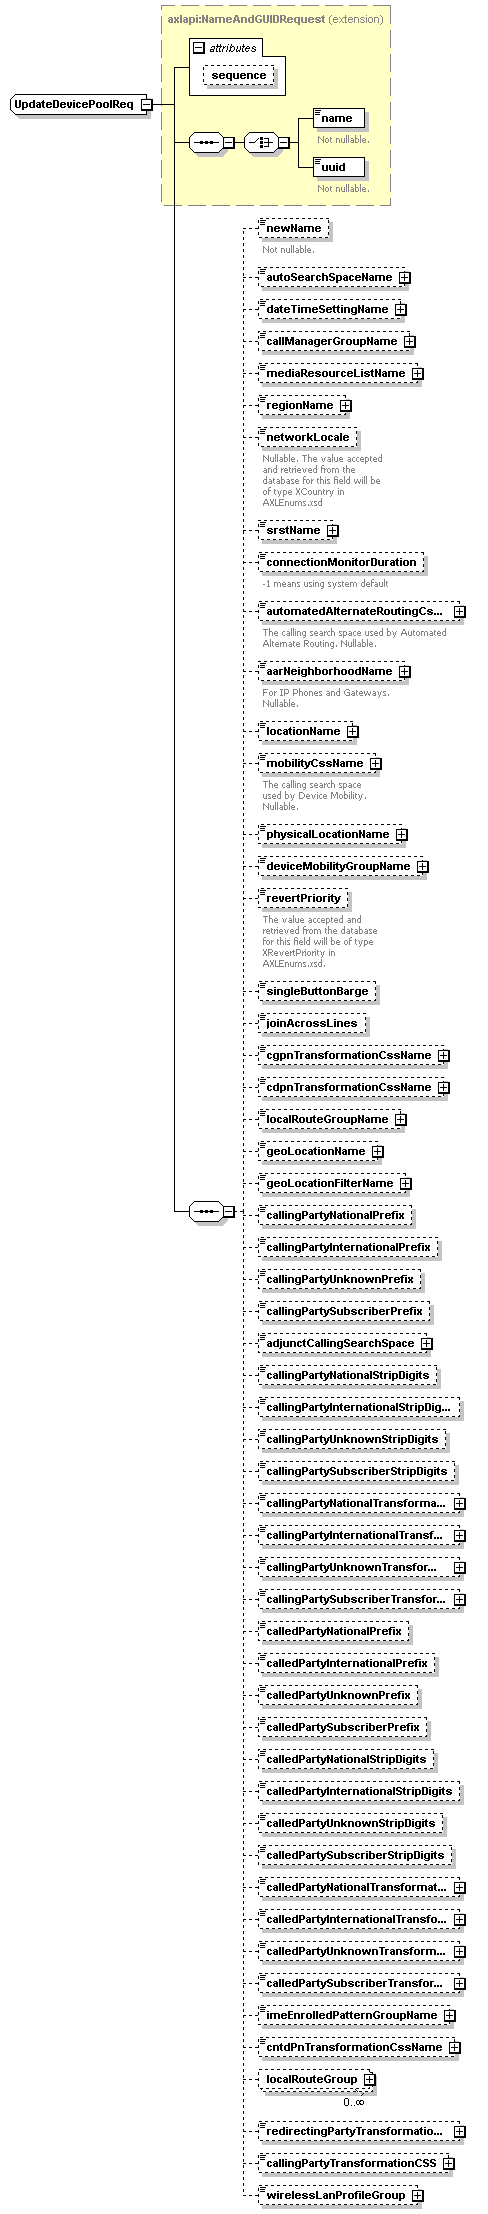 axlapi:NameAndGUIDRequest (extension)
attributes
sequence
UpdateDevicePoolReq
name
Not nullable.
uuid
Not nullable.
newName
Not nullable.
autoSearchSpaceName
dateTimeSettingName
callManagerGroupName
mediaResourceListName
regionName
networkLocale
Nullable. The value accepted
and retrieved from the
database for this field will be
of type XCountry in
AXLEnums.xsd
srstName
connectionMonitorDuration
-1 means using system default
automatedAlternateRoutingCs...
The calling search space used by Automated
Alternate Routing. Nullable.
aarNeighborhoodName
For IP Phones and Gateways.
Nullable.
locationName
mobilityCssName
The calling search space
used by Device Mobility.
Nullable.
physicalLocationName
deviceMobilityGroupName
revertPriority
The value accepted and
retrieved from the database
for this field will be of type
XRevertPriority in
AXLEnums.xsd.
singleButtonBarge
joinAcrossLines
cgpnTransformationCssName
cdpnTransformationCssName
localRouteGroupName
geoLocationName
geoLocationFilterName
callingPartyNationalPrefix
callingPartyInternationalPrefix
callingPartyUnknownPrefix
callingPartySubscriberPrefix
adjunctCallingSearchSpace
callingPartyNationalStripDigits
callingPartyInternationalStripDig...
callingPartyUnknownStripDigits
callingPartySubscriberStripDigits
callingPartyNationalTransforma...
callingPartyInternationalTransf...
callingPartyUnknownTransfor...
callingPartySubscriberTransfor...
calledPartyNationalPrefix
calledPartyInternationalPrefix
calledPartyUnknownPrefix
calledPartySubscriberPrefix
calledPartyNationalStripDigits
calledPartyInternationalStripDigits
calledPartyUnknownStripDigits
calledPartySubscriberStripDigits
calledPartyNationalTransformat...
calledPartyInternationalTransfo...
calledPartyUnknownTransform...
calledPartySubscriberTransfor...
imeEnrolledPatternGroupName
cntdPnTransformationCssName
localRouteGroup
0..∞
redirectingPartyTransformatio...
callingPartyTransformationCSS
wirelessLanProfileGroup